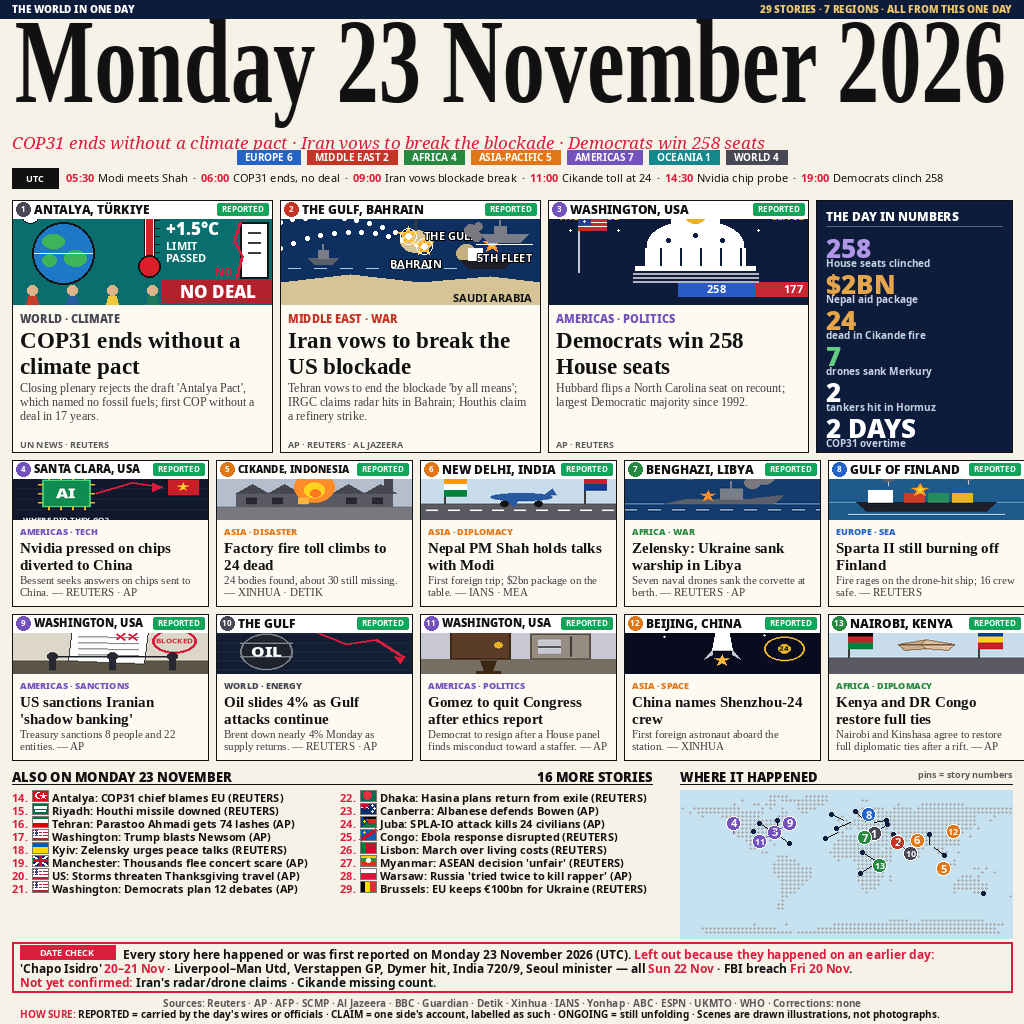 THE WORLD IN ONE DAY
29 STORIES · 7 REGIONS · ALL FROM THIS ONE DAY
Monday 23 November 2026
COP31 ends without a climate pact · Iran vows to break the blockade · Democrats win 258 seats
EUROPE 6 MIDDLE EAST 2 AFRICA 4 ASIA-PACIFIC 5 AMERICAS 7 OCEANIA 1 WORLD 4
UTC 05:30 Modi meets Shah · 06:00 COP31 ends, no deal · 09:00 Iran vows blockade break · 11:00 Cikande toll at 24 · 14:30 Nvidia chip probe · 19:00 Democrats clinch 258
1 ANTALYA, TÜRKIYE REPORTED
+1.5°C
LIMIT
PASSED
NO
NO DEAL
WORLD · CLIMATE
COP31 ends without a
climate pact
Closing plenary rejects the draft 'Antalya Pact',
which named no fossil fuels; first COP without a
deal in 17 years.
UN NEWS · REUTERS
2 THE GULF, BAHRAIN REPORTED
THE GUL
BAHRAIN
5TH FLEET
SAUDI ARABIA
MIDDLE EAST · WAR
Iran vows to break the
US blockade
Tehran vows to end the blockade 'by all means';
IRGC claims radar hits in Bahrain; Houthis claim
a refinery strike.
AP · REUTERS · AL JAZEERA
3 WASHINGTON, USA REPORTED
258 177
AMERICAS · POLITICS
Democrats win 258
House seats
Hubbard flips a North Carolina seat on recount;
largest Democratic majority since 1992.
AP · REUTERS
THE DAY IN NUMBERS
258
House seats clinched
$2BN
Nepal aid package
24
dead in Cikande fire
7
drones sank Merkury
2
tankers hit in Hormuz
2 DAYS
COP31 overtime
4 SANTA CLARA, USA REPORTED
AI
WHERE DID THEY GO?
AMERICAS · TECH
Nvidia pressed on chips
diverted to China
Bessent seeks answers on chips sent to
China. — REUTERS · AP
5 CIKANDE, INDONESIA REPORTED
ASIA · DISASTER
Factory fire toll climbs to
24 dead
24 bodies found, about 30 still missing.
— XINHUA · DETIK
6 NEW DELHI, INDIA REPORTED
ASIA · DIPLOMACY
Nepal PM Shah holds talks
with Modi
First foreign trip; $2bn package on the
table. — IANS · MEA
7 BENGHAZI, LIBYA REPORTED
AFRICA · WAR
Zelensky: Ukraine sank
warship in Libya
Seven naval drones sank the corvette at
berth. — REUTERS · AP
8 GULF OF FINLAND REPORTED
EUROPE · SEA
Sparta II still burning off
Finland
Fire rages on the drone-hit ship; 16 crew
safe. — REUTERS
9 WASHINGTON, USA REPORTED
BLOCKED
AMERICAS · SANCTIONS
US sanctions Iranian
'shadow banking'
Treasury sanctions 8 people and 22
entities. — AP
10 THE GULF REPORTED
OIL
WORLD · ENERGY
Oil slides 4% as Gulf
attacks continue
Brent down nearly 4% Monday as
supply returns. — REUTERS · AP
11 WASHINGTON, USA REPORTED
AMERICAS · POLITICS
Gomez to quit Congress
after ethics report
Democrat to resign after a House panel
finds misconduct toward a staffer. — AP
12 BEIJING, CHINA REPORTED
24
ASIA · SPACE
China names Shenzhou-24
crew
First foreign astronaut aboard the
station. — XINHUA
13 NAIROBI, KENYA REPORTED
AFRICA · DIPLOMACY
Kenya and DR Congo
restore full ties
Nairobi and Kinshasa agree to restore
full diplomatic ties after a rift. — AP
ALSO ON MONDAY 23 NOVEMBER 16 MORE STORIES
14. Antalya: COP31 chief blames EU (REUTERS)
15. Riyadh: Houthi missile downed (REUTERS)
16. Tehran: Parastoo Ahmadi gets 74 lashes (AP)
17. Washington: Trump blasts Newsom (AP)
18. Kyiv: Zelensky urges peace talks (REUTERS)
19. Manchester: Thousands flee concert scare (AP)
20. US: Storms threaten Thanksgiving travel (AP)
21. Washington: Democrats plan 12 debates (AP)
22. Dhaka: Hasina plans return from exile (REUTERS)
23. Canberra: Albanese defends Bowen (AP)
24. Juba: SPLA-IO attack kills 24 civilians (AP)
25. Congo: Ebola response disrupted (REUTERS)
26. Lisbon: March over living costs (REUTERS)
27. Myanmar: ASEAN decision 'unfair' (REUTERS)
28. Warsaw: Russia 'tried twice to kill rapper' (AP)
29. Brussels: EU keeps €100bn for Ukraine (REUTERS)
WHERE IT HAPPENED pins = story numbers
4 3 9 11 8 1 7 2 6 12 10 13 5
DATE CHECK Every story here happened or was first reported on Monday 23 November 2026 (UTC). Left out because they happened on an earlier day:
'Chapo Isidro' 20–21 Nov · Liverpool–Man Utd, Verstappen GP, Dymer hit, India 720/9, Seoul minister — all Sun 22 Nov · FBI breach Fri 20 Nov.
Not yet confirmed: Iran's radar/drone claims · Cikande missing count.
Sources: Reuters · AP · AFP · SCMP · Al Jazeera · BBC · Guardian · Detik · Xinhua · IANS · Yonhap · ABC · ESPN · UKMTO · WHO · Corrections: none
HOW SURE: REPORTED = carried by the day's wires or officials · CLAIM = one side's account, labelled as such · ONGOING = still unfolding · Scenes are drawn illustrations, not photographs.